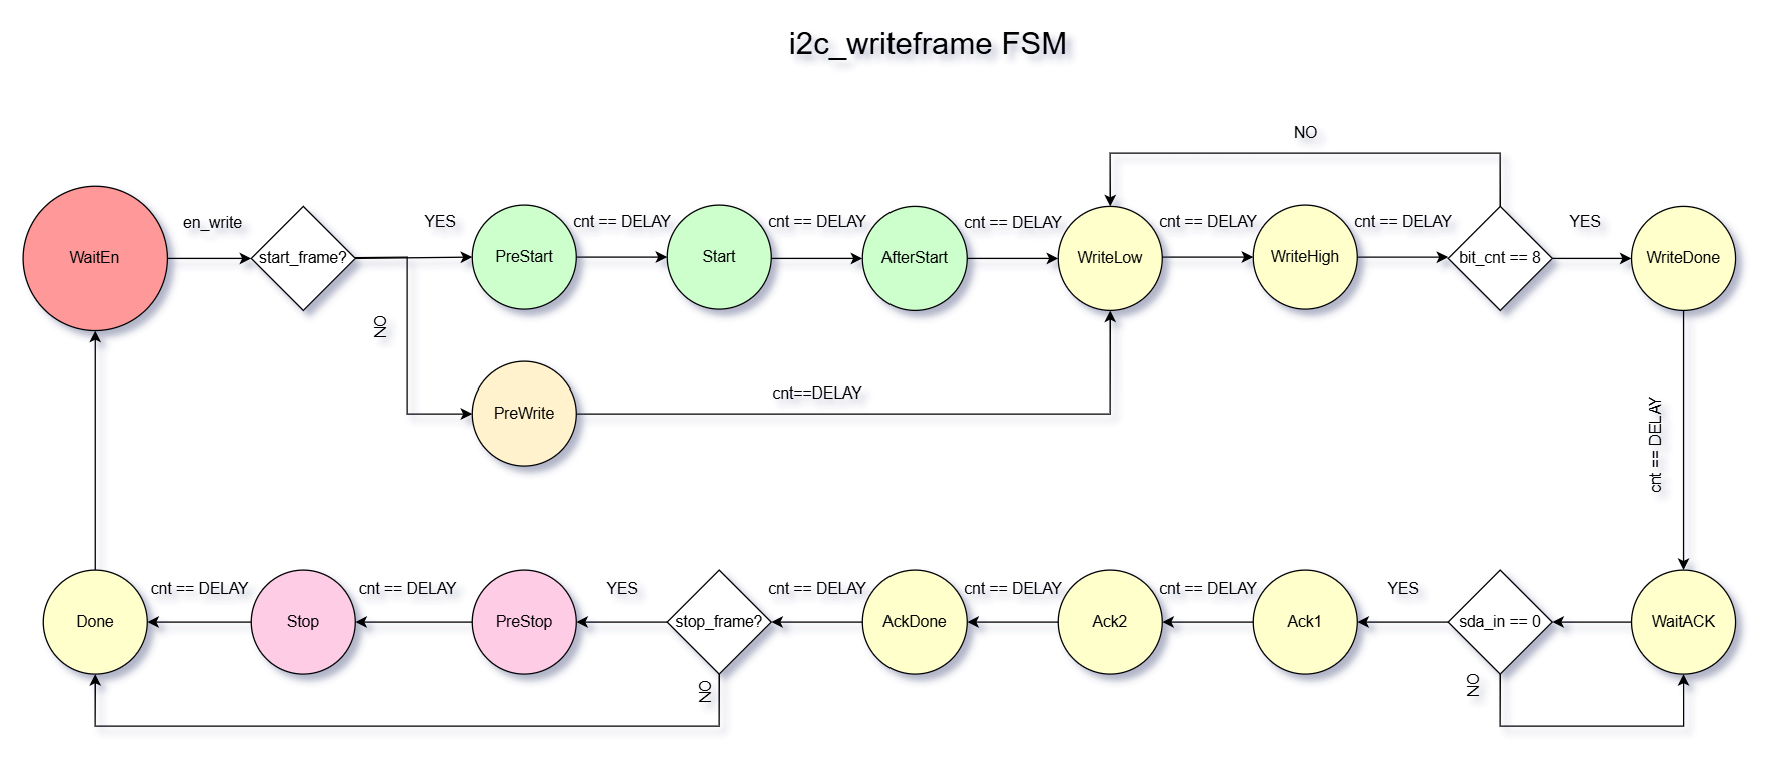 i2c_writeframe FSM
NO
WaitEn
en_write
start_frame?
YES
PreStart
cnt == DELAY
Start
cnt == DELAY
AfterStart
cnt == DELAY
WriteLow
cnt == DELAY
WriteHigh
cnt == DELAY
bit_cnt == 8
YES
WriteDone
NO
PreWrite
cnt==DELAY
cnt == DELAY
Done
cnt == DELAY
Stop
cnt == DELAY
PreStop
YES
stop_frame?
cnt == DELAY
AckDone
cnt == DELAY
Ack2
cnt == DELAY
Ack1
YES
sda_in == 0
WaitACK
NO
NO